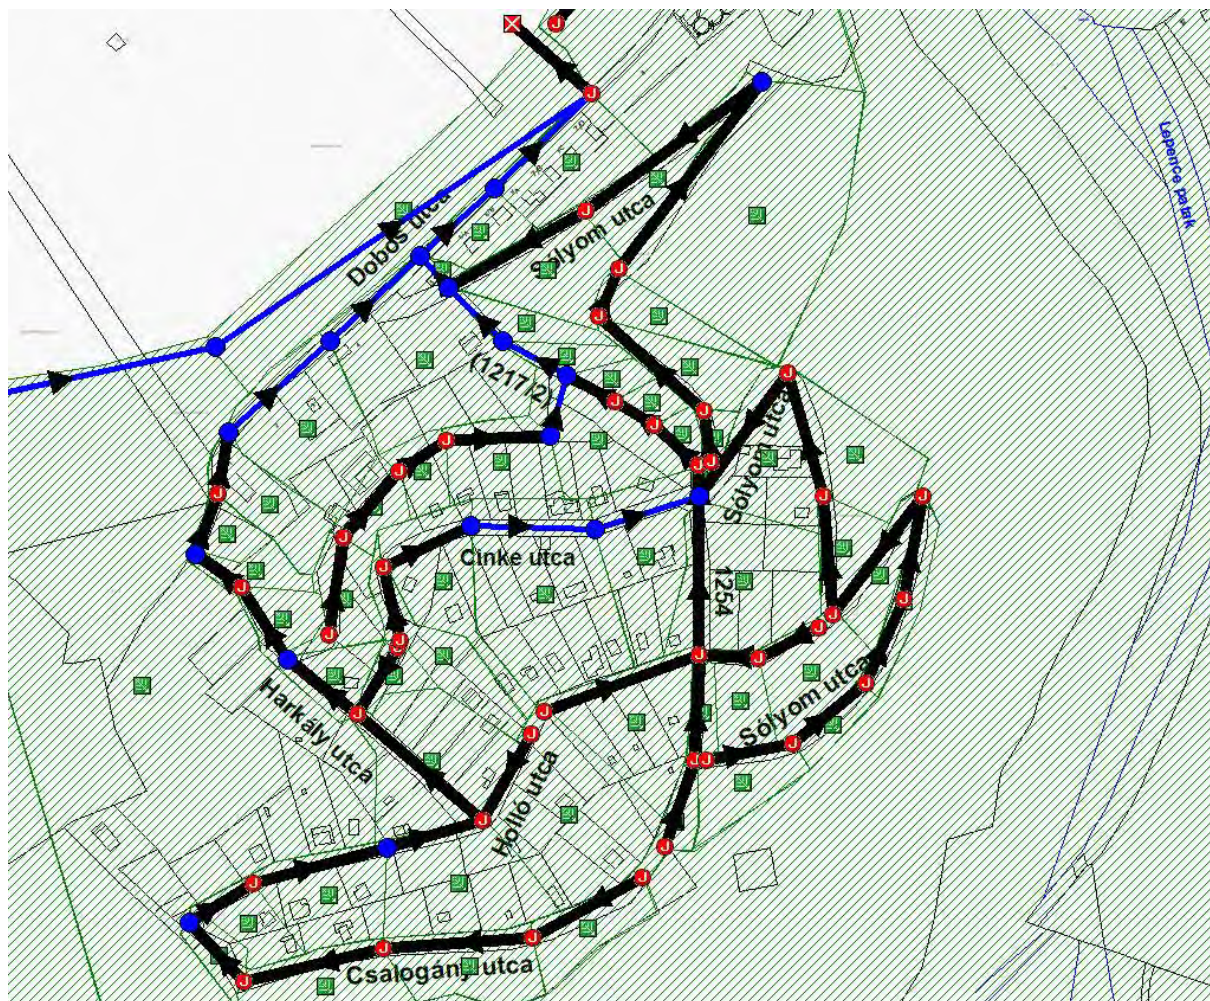 Lepence patak
Dobos utca
Sólyom utca
(1217/2)
Sólyom utca
Cinke utca
1254
Harkály utca
Sólyom utca
Holló utca
Csalogány utca